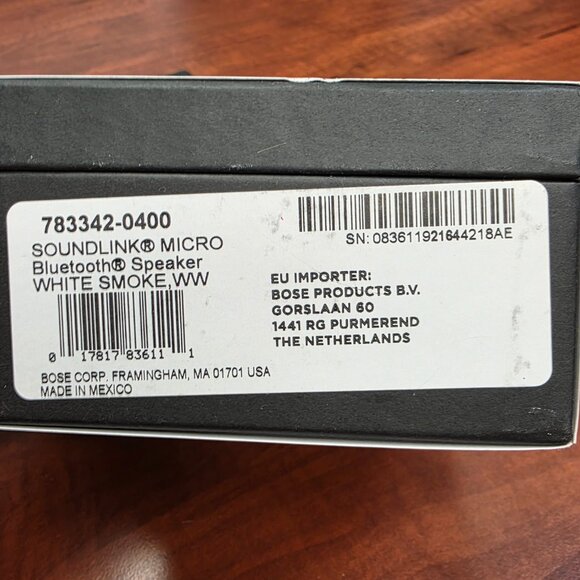 783342-0400
SOUNDLINK® MICRO
Bluetooth® Speaker
WHITE SMOKE,WW
0 17817 83611 1
BOSE CORP. FRAMINGHAM, MA 01701 USA
MADE IN MEXICO
SN: 083611921644218AE
EU IMPORTER:
BOSE PRODUCTS B.V.
GORSLAAN 60
1441 RG PURMEREND
THE NETHERLANDS